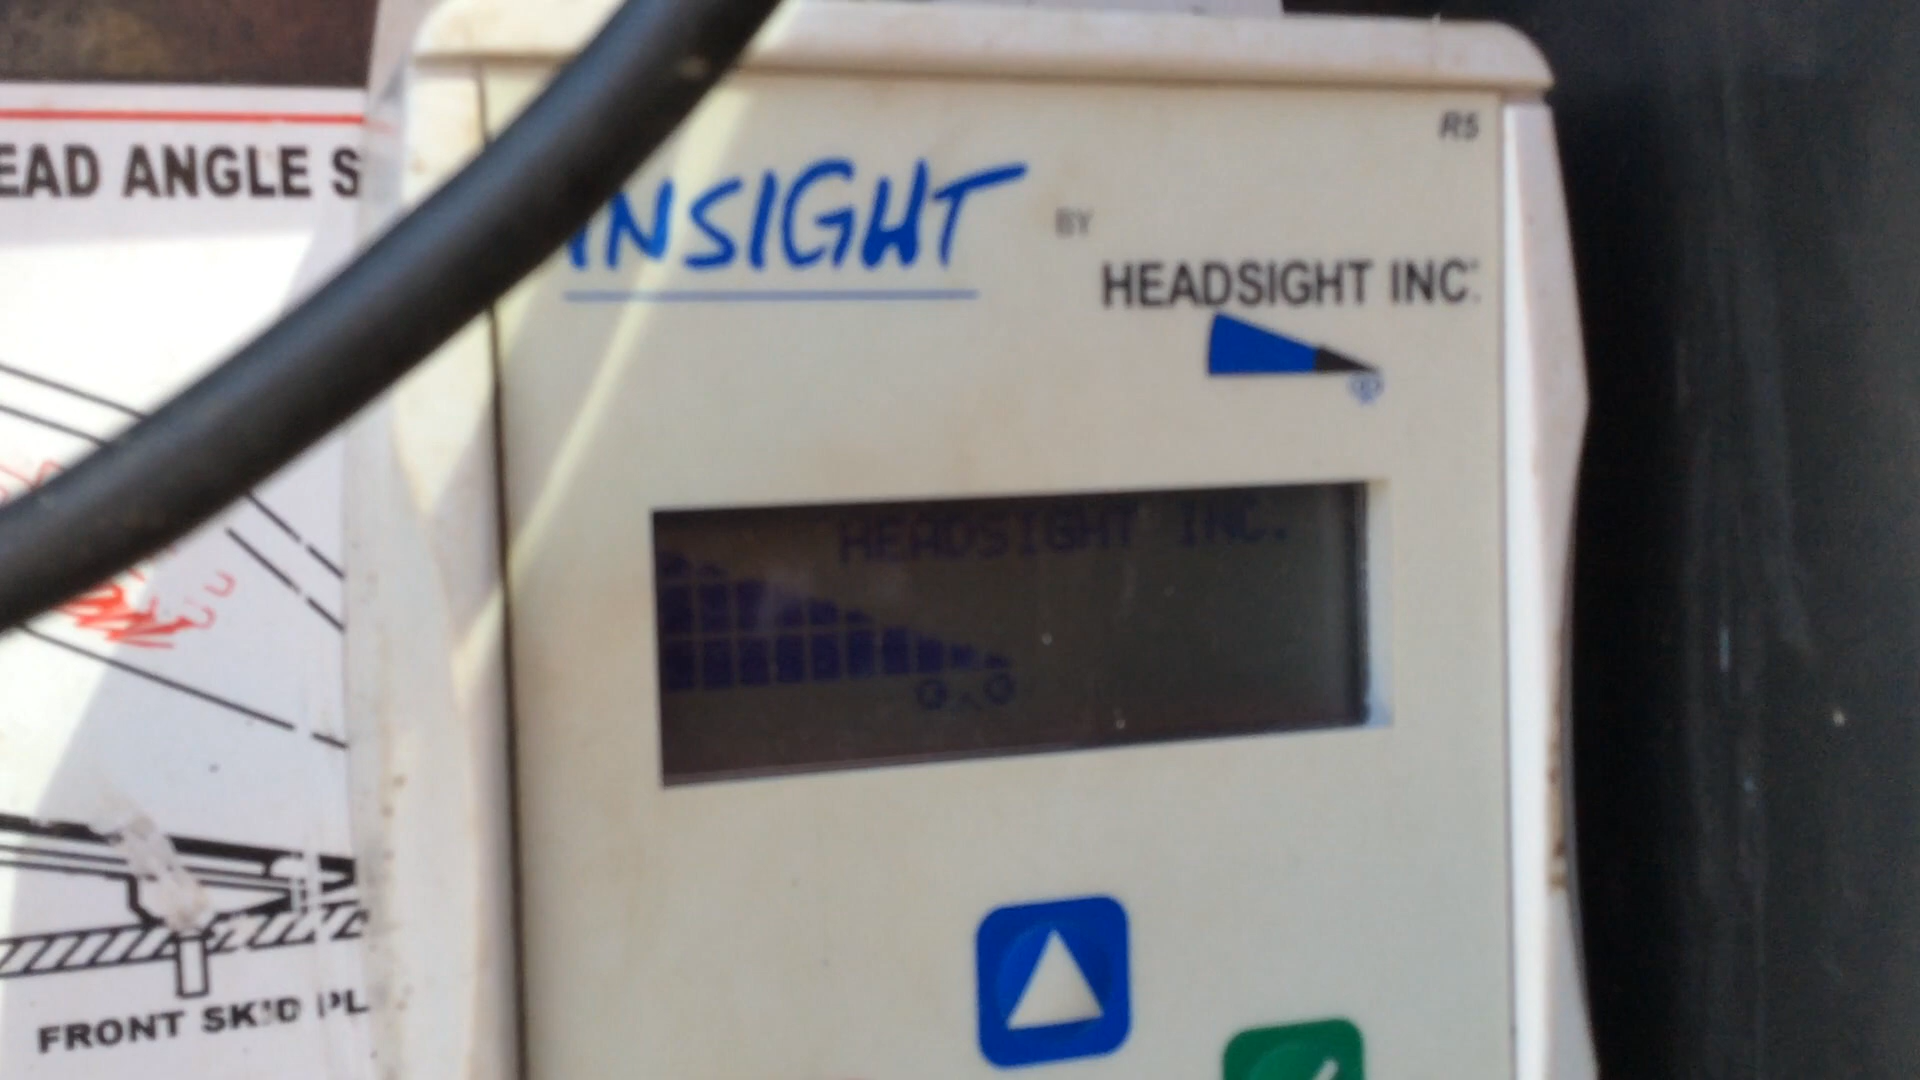 EAD ANGLE S
R5
INSIGHT
BY
HEADSIGHT INC.
HEADSIGHT INC.
FRONT SKID PL